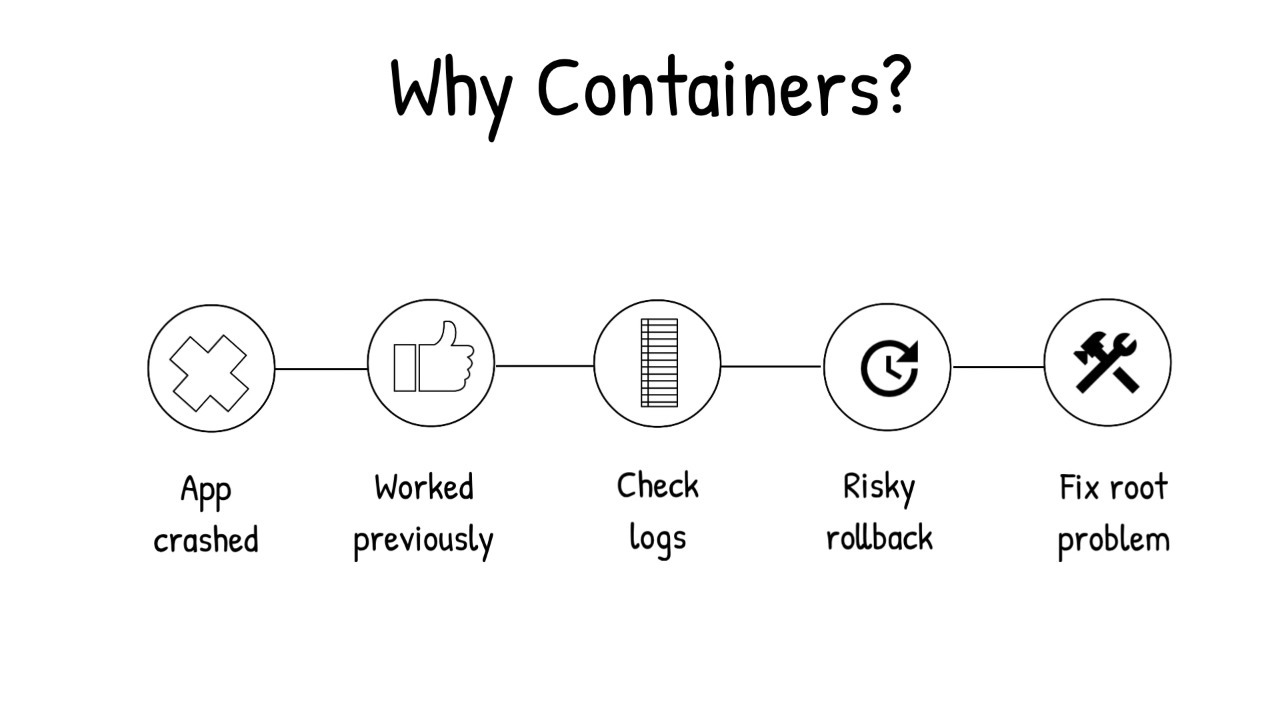 Why Containers?
App
crashed
Worked
previously
Check
logs
Risky
rollback
Fix root
problem